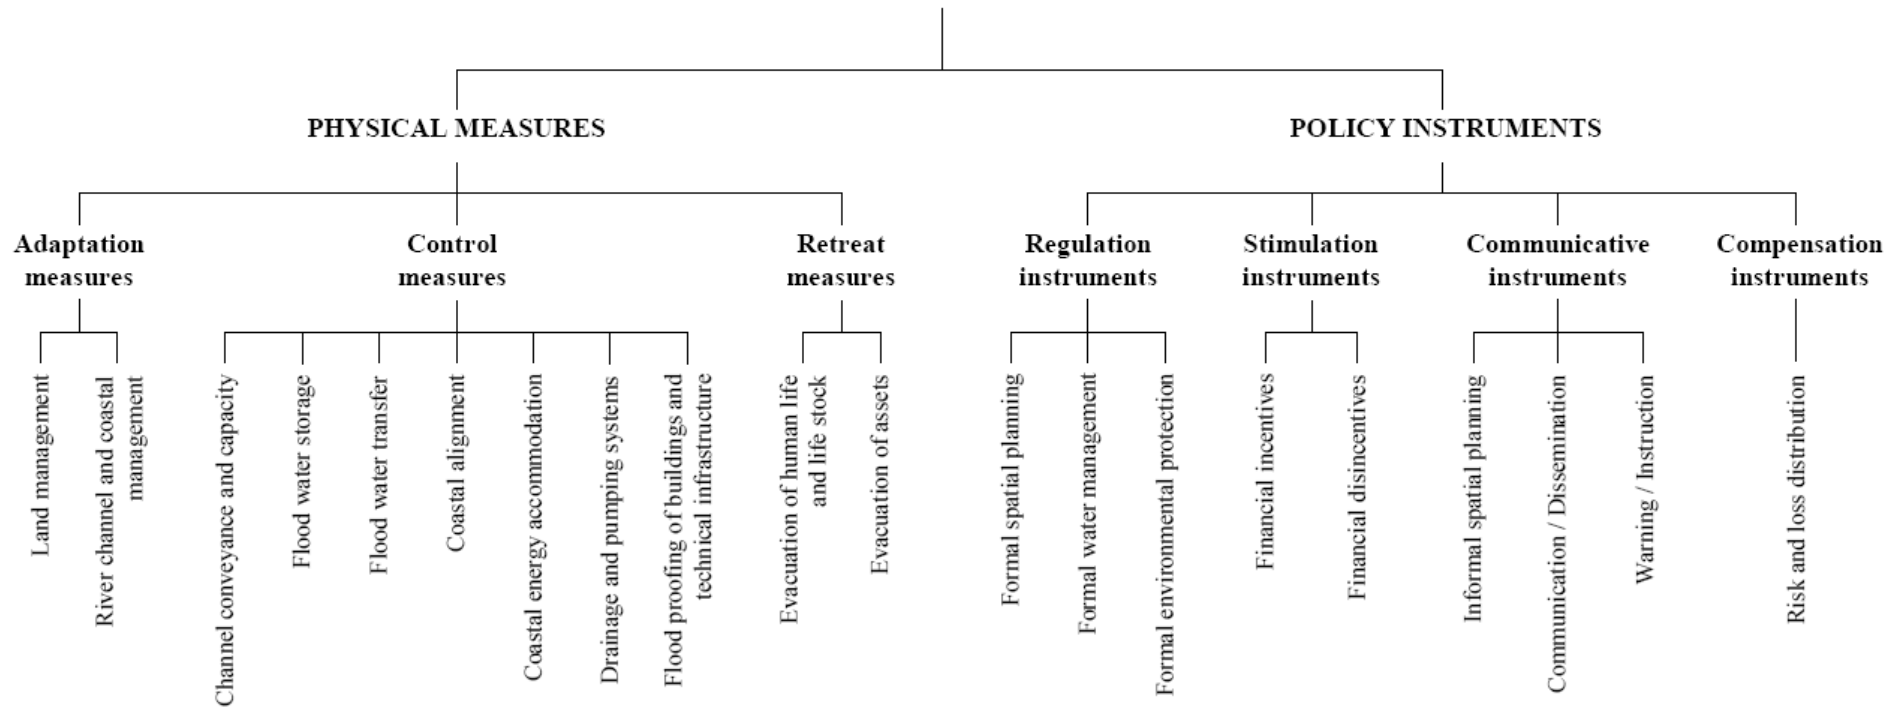 PHYSICAL MEASURES
POLICY INSTRUMENTS
Adaptation
measures
Control
measures
Retreat
measures
Regulation
instruments
Stimulation
instruments
Communicative
instruments
Compensation
instruments
Land management
River channel and coastal
management
Channel conveyance and capacity
Flood water storage
Flood water transfer
Coastal alignment
Coastal energy accommodation
Drainage and pumping systems
Flood proofing of buildings and
technical infrastructure
Evacuation of human life
and life stock
Evacuation of assets
Formal spatial planning
Formal water management
Formal environmental protection
Financial incentives
Financial disincentives
Informal spatial planning
Communication / Dissemination
Warning / Instruction
Risk and loss distribution